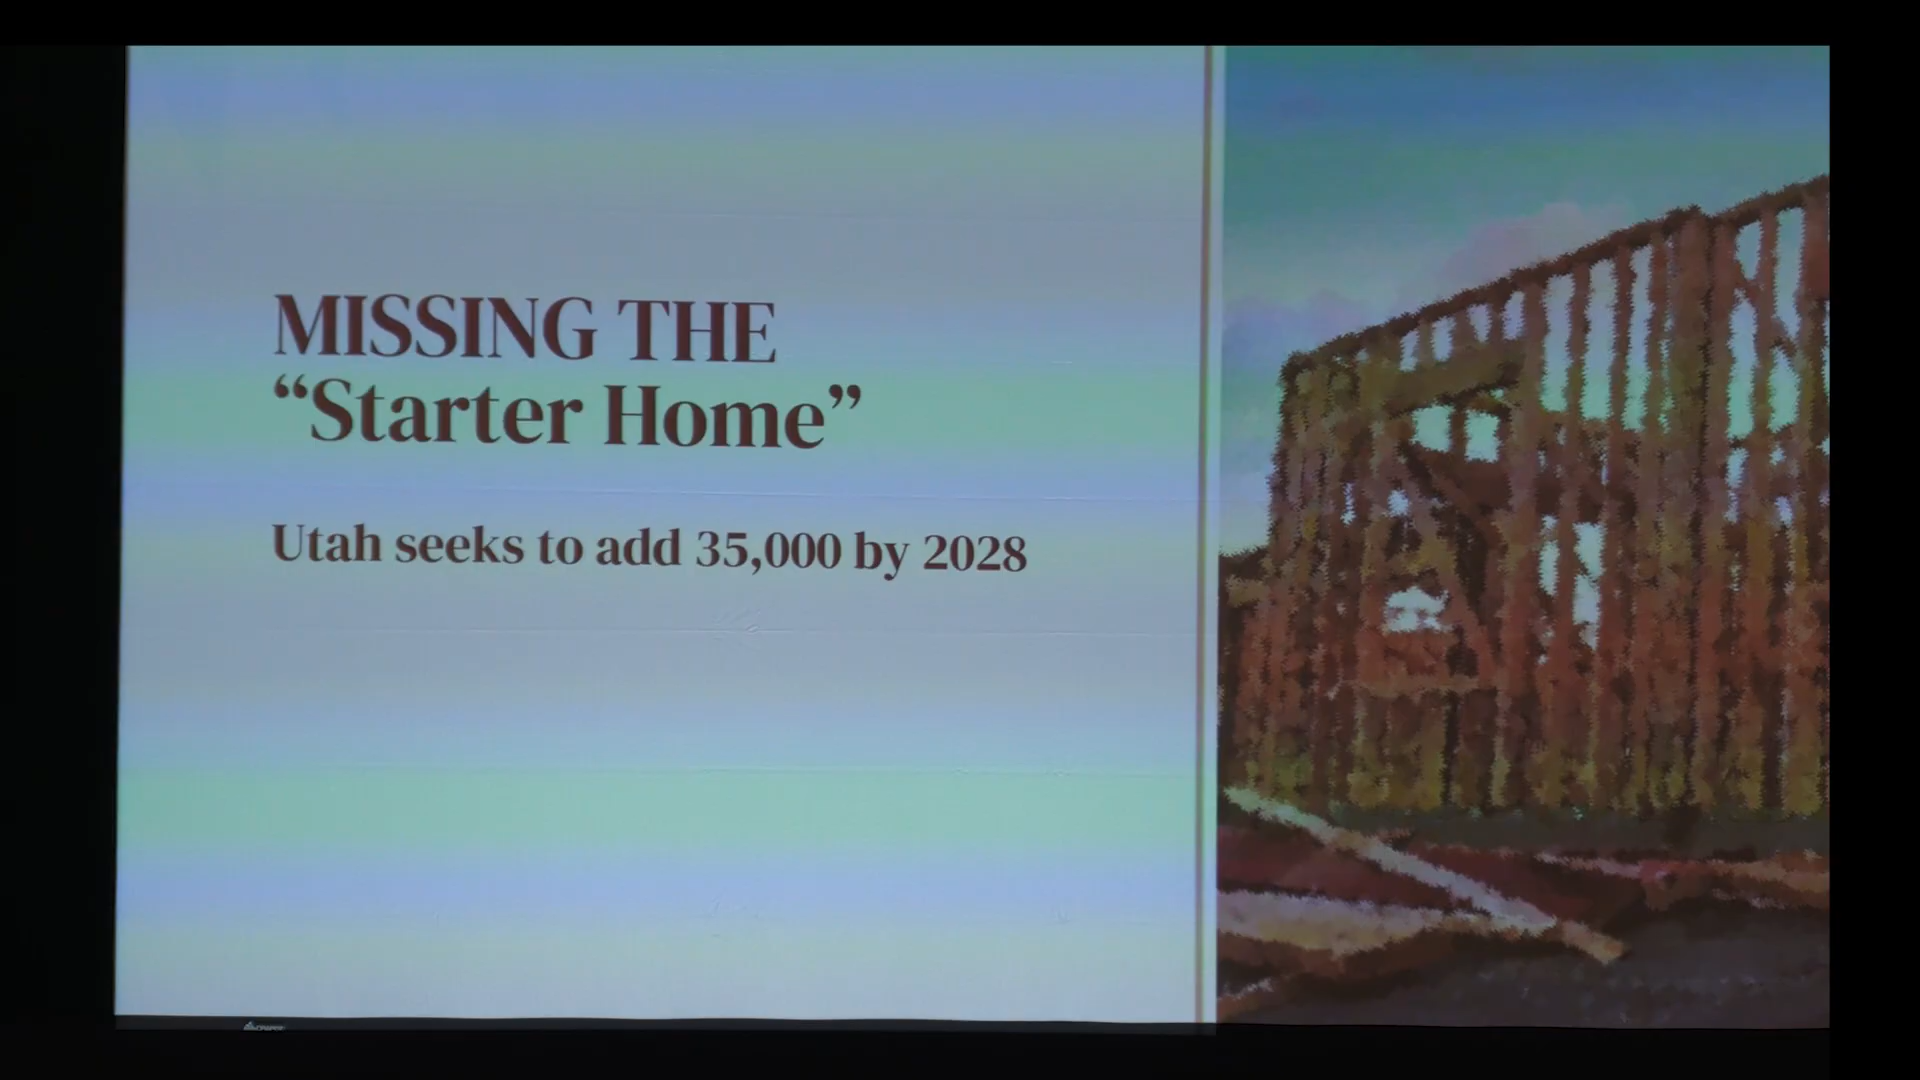 MISSING THE
“Starter Home”
Utah seeks to add 35,000 by 2028